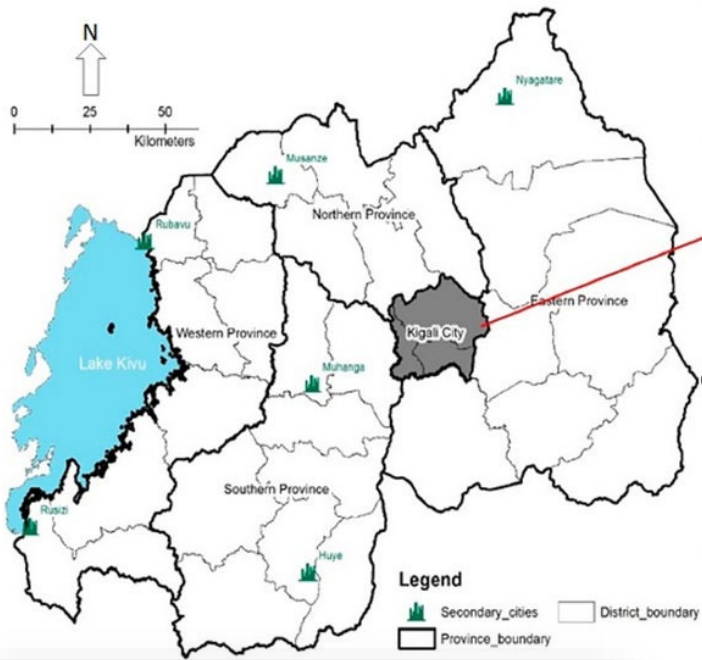 N
0 25 50
Kilometers
Nyagatare
Musanze
Northern Province
Rubavu
Eastern Province
Western Province
Kigali City
Lake Kivu
Muhanga
Southern Province
Rusizi
Huye
Legend
Secondary_cities
District_boundary
Province_boundary